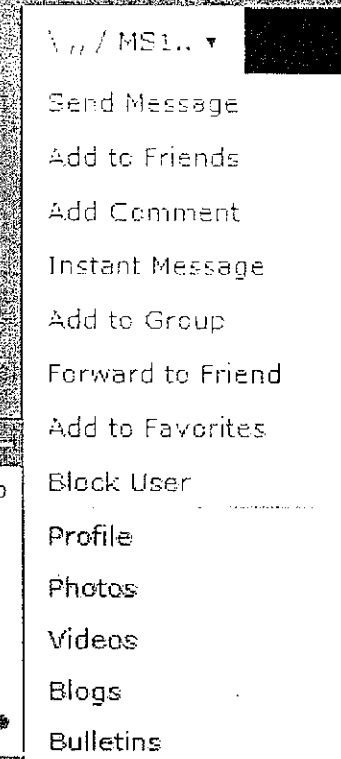 \ ,, / MS1.. ▼
Send Message
Add to Friends
Add Comment
Instant Message
Add to Group
Forward to Friend
Add to Favorites
Block User
Profile
Photos
Videos
Blogs
Bulletins